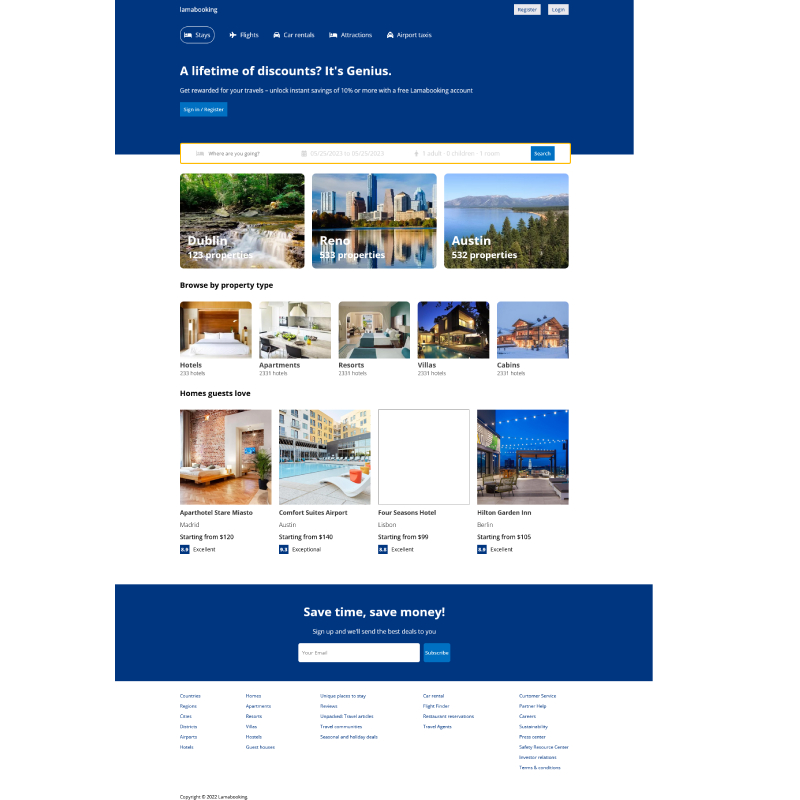 lamabooking
Register Login
Stays Flights Car rentals Attractions Airport taxis
A lifetime of discounts? It's Genius.
Get rewarded for your travels – unlock instant savings of 10% or more with a free Lamabooking account
Sign in / Register
Where are you going? 05/25/2023 to 05/25/2023 1 adult · 0 children · 1 room Search
Dublin Reno Austin
123 properties 533 properties 532 properties
Browse by property type
Hotels Apartments Resorts Villas Cabins
233 hotels 2331 hotels 2331 hotels 2331 hotels 2331 hotels
Homes guests love
Aparthotel Stare Miasto Comfort Suites Airport Four Seasons Hotel Hilton Garden Inn
Madrid Austin Lisbon Berlin
Starting from $120 Starting from $140 Starting from $99 Starting from $105
8.9 Excellent 9.3 Exceptional 8.8 Excellent 8.9 Excellent
Save time, save money!
Sign up and we'll send the best deals to you
Your Email Subscribe
Countries Homes Unique places to stay Car rental Curtomer Service
Regions Apartments Reviews Flight Finder Partner Help
Cities Resorts Unpacked: Travel articles Restaurant reservations Careers
Districts Villas Travel communities Travel Agents Sustainability
Airports Hostels Seasonal and holiday deals Press center
Hotels Guest houses Safety Resource Center
Investor relations
Terms & conditions
Copyright © 2022 Lamabooking.